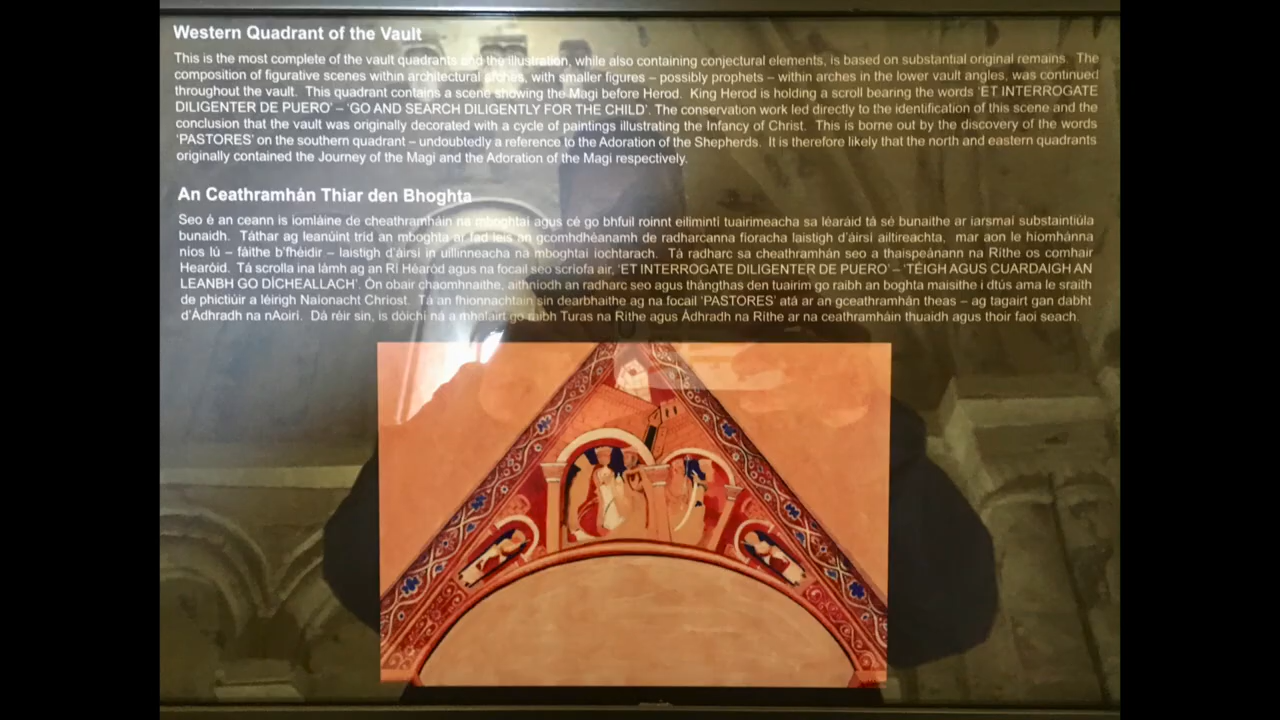 Western Quadrant of the Vault
This is the most complete of the vault quadrants and the illustration, while also containing conjectural elements, is based on substantial original remains. The
composition of figurative scenes within architectural arches, with smaller figures – possibly prophets – within arches in the lower vault angles, was continued
throughout the vault. This quadrant contains a scene showing the Magi before Herod. King Herod is holding a scroll bearing the words 'ET INTERROGATE
DILIGENTER DE PUERO' – 'GO AND SEARCH DILIGENTLY FOR THE CHILD'. The conservation work led directly to the identification of this scene and the
conclusion that the vault was originally decorated with a cycle of paintings illustrating the Infancy of Christ. This is borne out by the discovery of the words
'PASTORES' on the southern quadrant – undoubtedly a reference to the Adoration of the Shepherds. It is therefore likely that the north and eastern quadrants
originally contained the Journey of the Magi and the Adoration of the Magi respectively.
An Ceathramhán Thiar den Bhoghta
Seo é an ceann is iomláine de cheathramháin na mboghtaí agus cé go bhfuil roinnt eilimintí tuairimeacha sa léaráid tá sé bunaithe ar iarsmaí substaintiúla
bunaidh. Táthar ag leanúint tríd an mboghta ar fad leis an gcomhdhéanamh de radharcanna fíoracha laistigh d'áirsí ailtireachta, mar aon le híomhánna
níos lú – fáithe b'fhéidir – laistigh d'áirsí in uillinneacha na mboghtaí íochtarach. Tá radharc sa cheathramhán seo a thaispeánann na Rithe os comhair
Hearóid. Tá scrolla ina lámh ag an Rí Héaród agus na focail seo scríofa air, 'ET INTERROGATE DILIGENTER DE PUERO' – 'TÉIGH AGUS CUARDAIGH AN
LEANBH GO DÍCHEALLACH'. Ón obair chaomhnaithe, aithníodh an radharc seo agus thángthas den tuairim go raibh an boghta maisithe i dtús ama le sraith
de phictiúir a léirigh Naíonacht Chríost. Tá an fhionnachtain sin dearbhaithe ag na focail 'PASTORES' atá ar an gceathramhán theas – ag tagairt gan dabht
d'Ádhradh na nAoirí. Dá réir sin, is dóichí ná a mhalairt go raibh Turas na Rithe agus Ádhradh na Rithe ar na ceathramháin thuaidh agus thoir faoi seach.